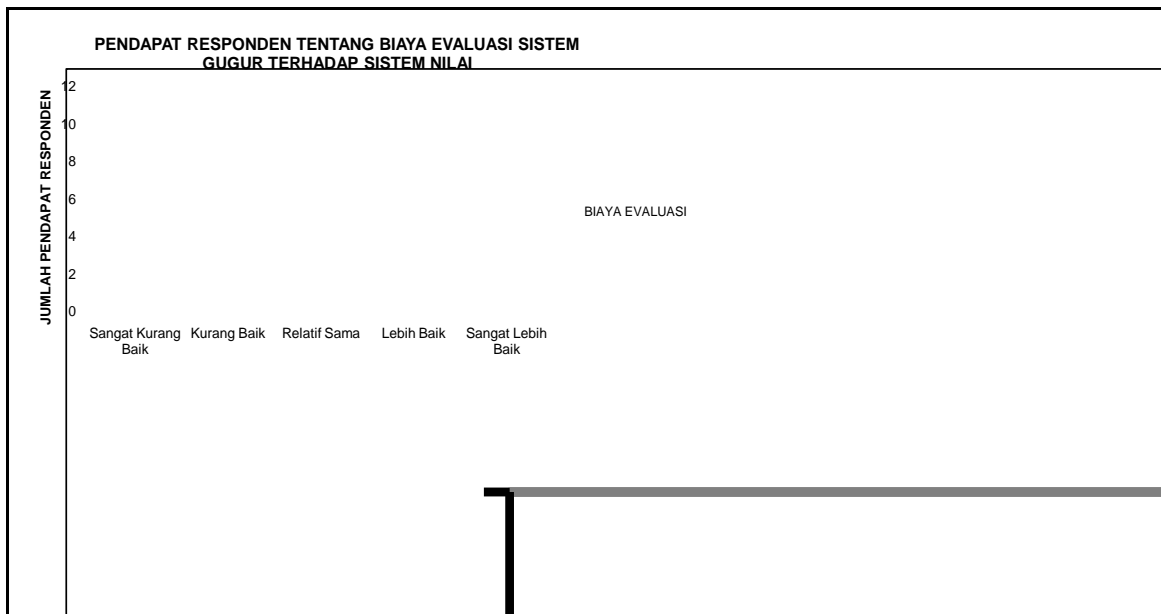 PENDAPAT RESPONDEN TENTANG BIAYA EVALUASI SISTEM
GUGUR TERHADAP SISTEM NILAI
JUMLAH PENDAPAT RESPONDEN
12
10
8
6
4
2
0
BIAYA EVALUASI
Sangat Kurang Kurang Baik Relatif Sama Lebih Baik Sangat Lebih
Baik Baik